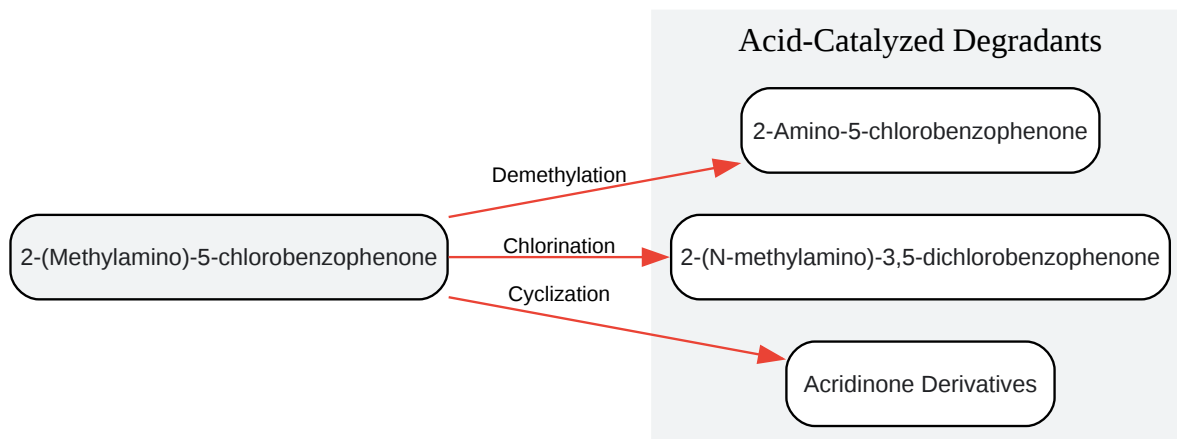 Acid-Catalyzed Degradants
2-Amino-5-chlorobenzophenone
Demethylation
2-(Methylamino)-5-chlorobenzophenone
Chlorination
2-(N-methylamino)-3,5-dichlorobenzophenone
Cyclization
Acridinone Derivatives